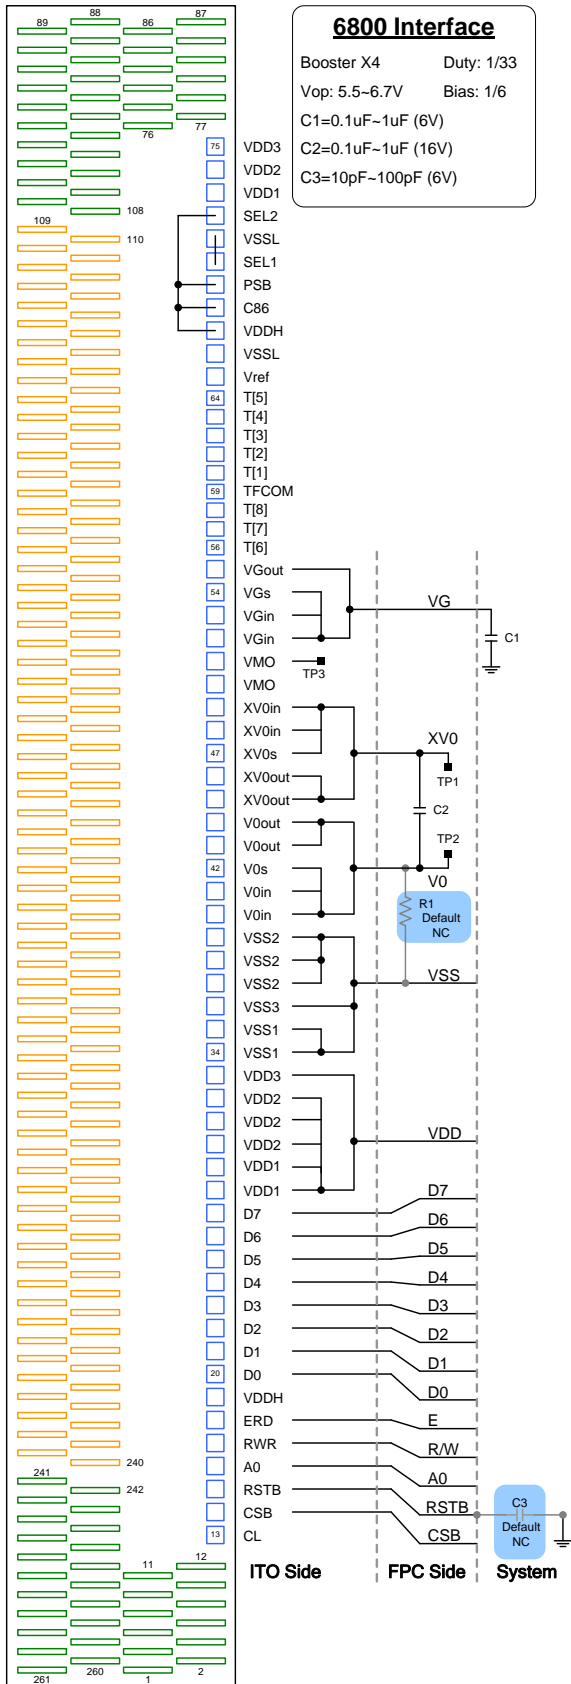 6800 Interface
Booster X4 Duty: 1/33
Vop: 5.5~6.7V Bias: 1/6
C1=0.1uF~1uF (6V)
C2=0.1uF~1uF (16V)
C3=10pF~100pF (6V)
89 88 86 87
76 77
108
109
110
240
241
242
11 12
261 260 1 2
75 VDD3
VDD2
VDD1
SEL2
VSSL
SEL1
PSB
C86
VDDH
VSSL
Vref
64 T[5]
T[4]
T[3]
T[2]
T[1]
59 TFCOM
T[8]
T[7]
56 T[6]
VGout
54 VGs
VGin
VGin
VMO
VMO
XV0in
XV0in
47 XV0s
XV0out
XV0out
V0out
V0out
42 V0s
V0in
V0in
VSS2
VSS2
VSS2
VSS3
VSS1
34 VSS1
VDD3
VDD2
VDD2
VDD2
VDD1
VDD1
D7
D6
D5
D4
D3
D2
D1
20 D0
VDDH
ERD
RWR
A0
RSTB
CSB
13 CL
VG
C1
TP3
XV0
TP1
C2
TP2
V0
R1
Default
NC
VSS
VDD
D7
D6
D5
D4
D3
D2
D1
D0
E
R/W
A0
RSTB
CSB
C3
Default
NC
ITO Side FPC Side System